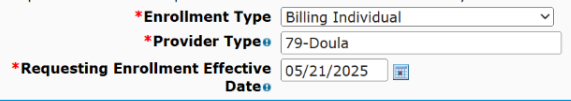 *Enrollment Type Billing Individual
*Provider Type 79-Doula
*Requesting Enrollment Effective 05/21/2025
Date